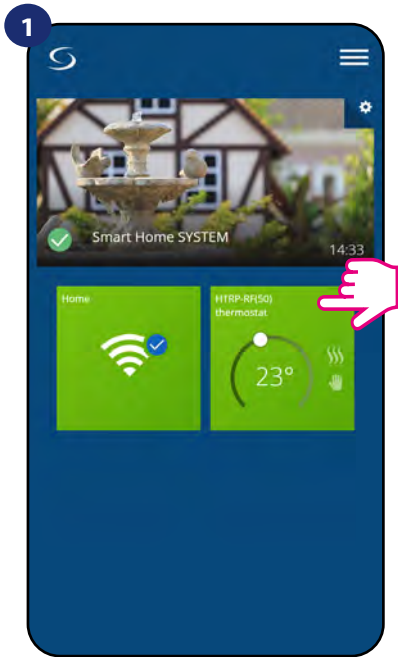 1
Smart Home SYSTEM
14:33
Home
HTRP-RF(50)
thermostat
23°